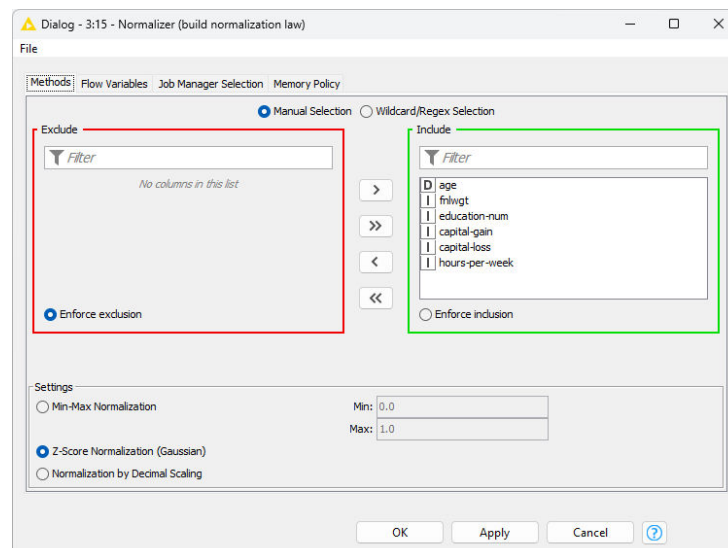 Dialog - 3:15 - Normalizer (build normalization law)
File
Methods Flow Variables Job Manager Selection Memory Policy
Manual Selection Wildcard/Regex Selection
Exclude
Filter
No columns in this list
Enforce exclusion
>
>>
<
<<
Include
Filter
D age
I fnlwgt
I education-num
I capital-gain
I capital-loss
I hours-per-week
Enforce inclusion
Settings
Min-Max Normalization
Min: 0.0
Max: 1.0
Z-Score Normalization (Gaussian)
Normalization by Decimal Scaling
OK Apply Cancel ?